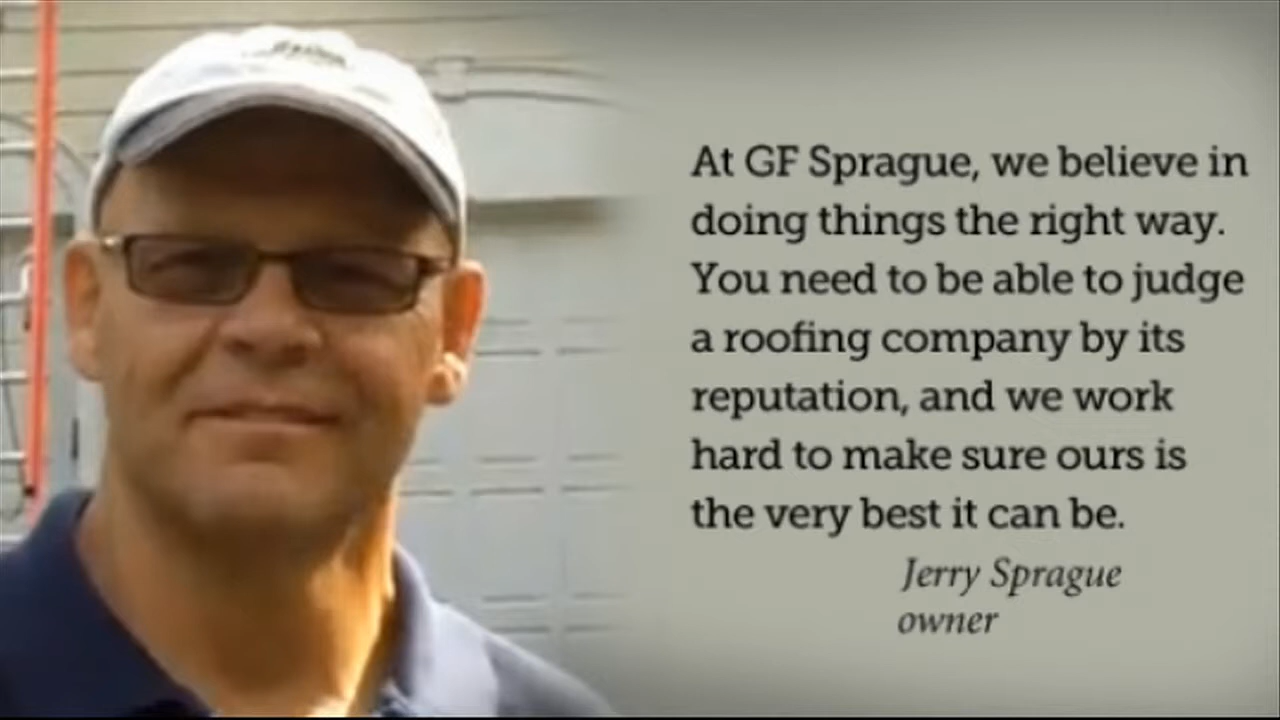 At GF Sprague, we believe in
doing things the right way.
You need to be able to judge
a roofing company by its
reputation, and we work
hard to make sure ours is
the very best it can be.
Jerry Sprague
owner